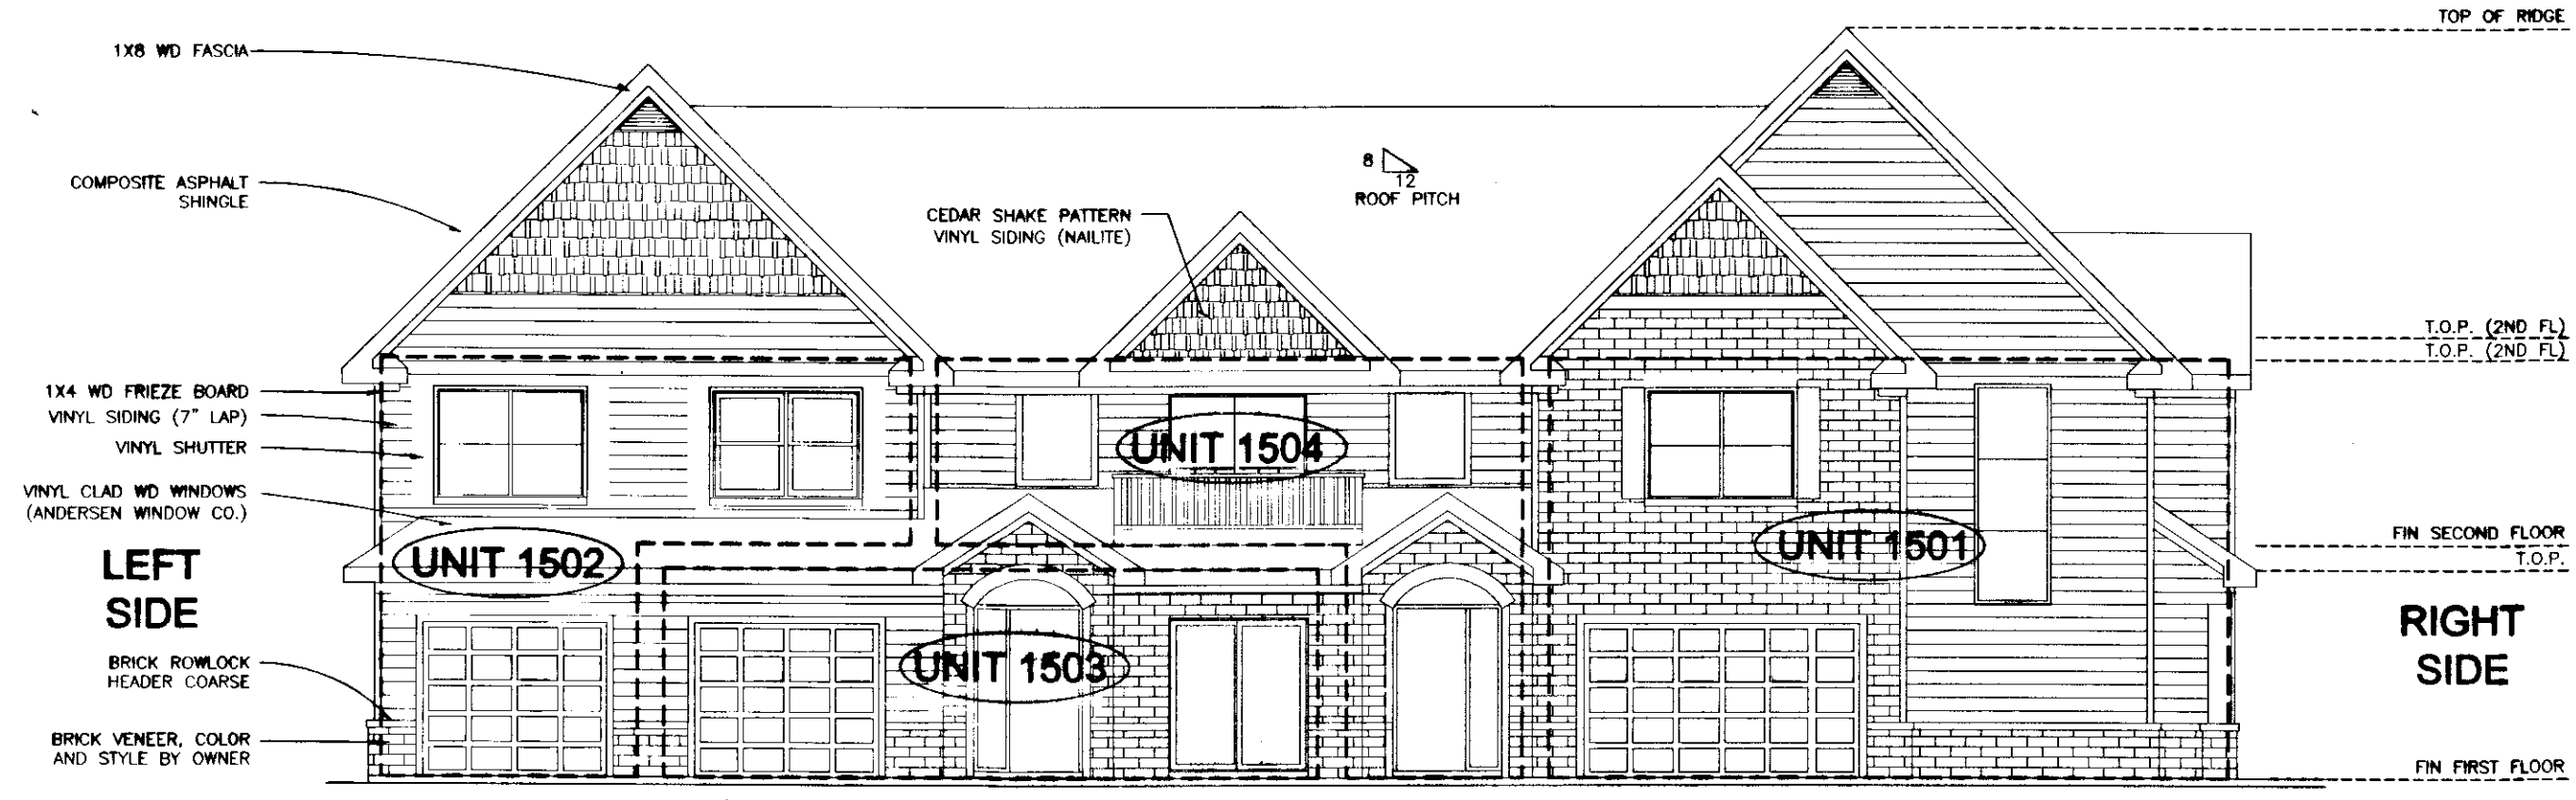 TOP OF RIDGE
1X8 WD FASCIA
8
12
ROOF PITCH
COMPOSITE ASPHALT
SHINGLE
CEDAR SHAKE PATTERN
VINYL SIDING (NAILITE)
T.O.P. (2ND FL)
T.O.P. (2ND FL)
1X4 WD FRIEZE BOARD
VINYL SIDING (7" LAP)
VINYL SHUTTER
UNIT 1504
VINYL CLAD WD WINDOWS
(ANDERSEN WINDOW CO.)
FIN SECOND FLOOR
T.O.P.
UNIT 1501
UNIT 1502
LEFT
SIDE
RIGHT
SIDE
UNIT 1503
BRICK ROWLOCK
HEADER COARSE
BRICK VENEER, COLOR
AND STYLE BY OWNER
FIN FIRST FLOOR